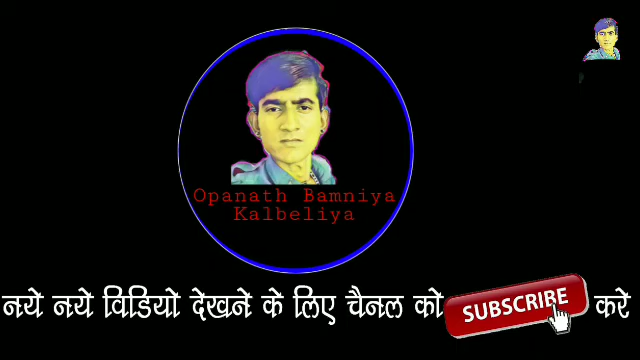 Opanath Bamniya
Kalbeliya
नये नये विडियो देखने के लिए चैनल को SUBSCRIBE करे